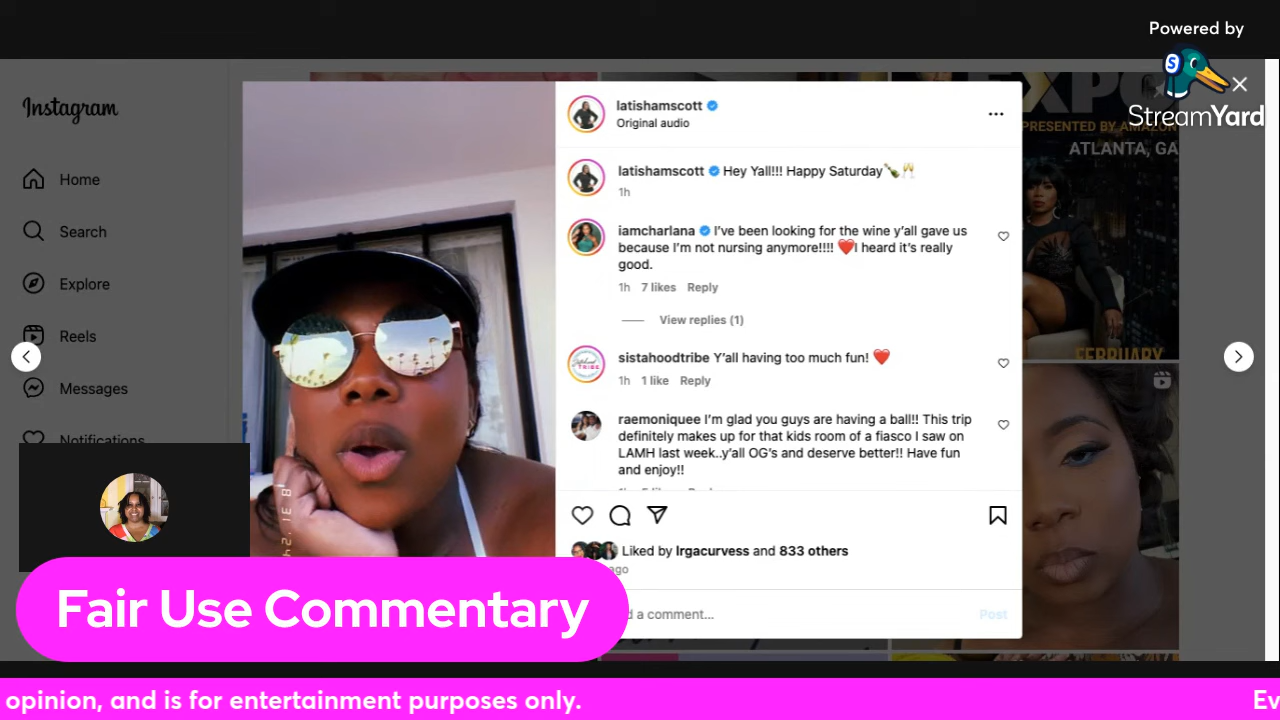 Powered by
StreamYard
Instagram
Home
Search
Explore
Reels
Messages
Notifications
latishamscott
Original audio
latishamscott Hey Yall!!! Happy Saturday🍾🥂
1h
iamcharlana I've been looking for the wine y'all gave us
because I'm not nursing anymore!!!! ❤️I heard it's really
good.
1h 7 likes Reply
View replies (1)
sistahoodtribe Y'all having too much fun! ❤️
1h 1 like Reply
raemoniquee I'm glad you guys are having a ball!! This trip
definitely makes up for that kids room of a fiasco I saw on
LAMH last week..y'all OG's and deserve better!! Have fun
and enjoy!!
Liked by lrgacurvess and 833 others
ago
d a comment...
Post
EXPO
PRESENTED BY AMAZON
ATLANTA, GA
FEBRUARY
Fair Use Commentary
opinion, and is for entertainment purposes only.
Ev